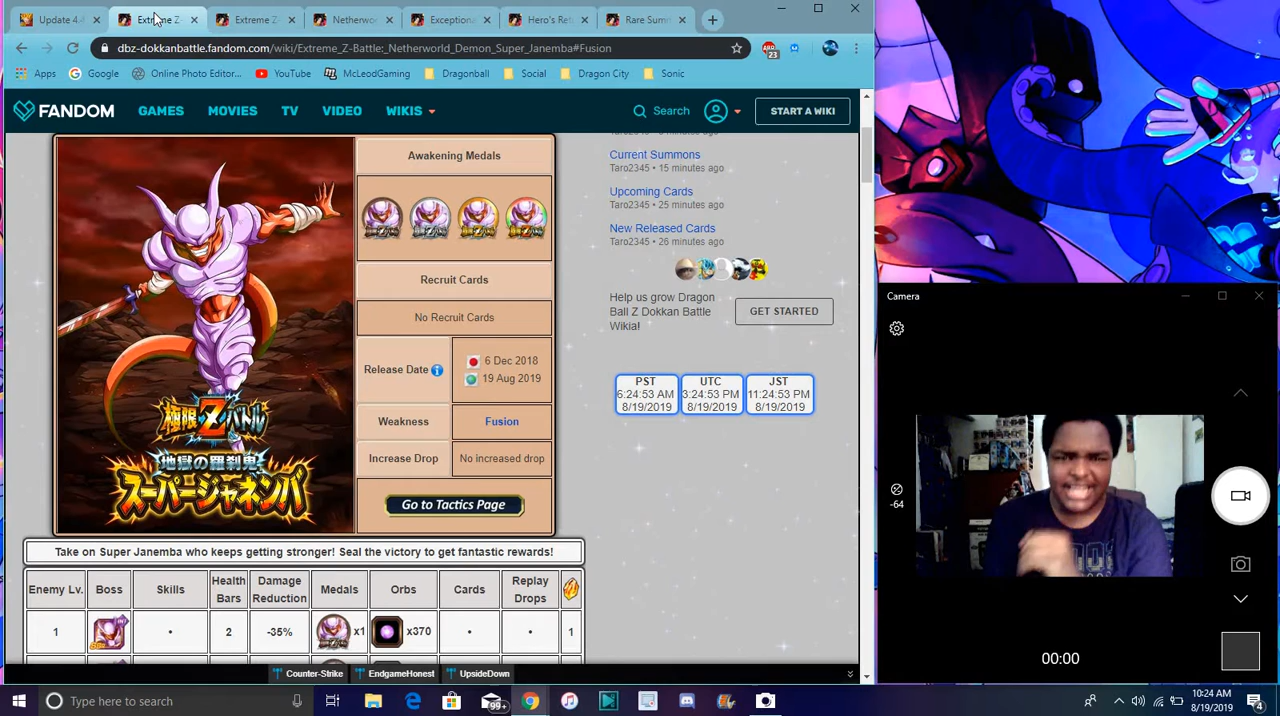 Update 4.4
Extreme Z-
Extreme Z-
Netherwo
Exceptiona
Hero's Ret
Rare Summ
dbz-dokkanbattle.fandom.com/wiki/Extreme_Z-Battle:_Netherworld_Demon_Super_Janemba#Fusion
23
Apps
Google
Online Photo Editor...
YouTube
McLeodGaming
Dragonball
Social
Dragon City
Sonic
FANDOM
GAMES
MOVIES
TV
VIDEO
WIKIS
Search
START A WIKI
Awakening Medals
Recruit Cards
No Recruit Cards
Release Date
6 Dec 2018
19 Aug 2019
Weakness
Fusion
Increase Drop
No increased drop
Go to Tactics Page
極限Zバトル
地獄の羅刹鬼
スーパージャネンバ
Current Summons
Taro2345 • 15 minutes ago
Upcoming Cards
Taro2345 • 25 minutes ago
New Released Cards
Taro2345 • 26 minutes ago
Help us grow Dragon
Ball Z Dokkan Battle
Wikia!
GET STARTED
PST
6:24:53 AM
8/19/2019
UTC
3:24:53 PM
8/19/2019
JST
11:24:53 PM
8/19/2019
Take on Super Janemba who keeps getting stronger! Seal the victory to get fantastic rewards!
Enemy Lv.
Boss
Skills
Health
Bars
Damage
Reduction
Medals
Orbs
Cards
Replay
Drops
1
•
2
-35%
x1
x370
•
•
1
Counter-Strike
EndgameHonest
UpsideDown
Camera
-64
00:00
Type here to search
99+
10:24 AM
8/19/2019
4